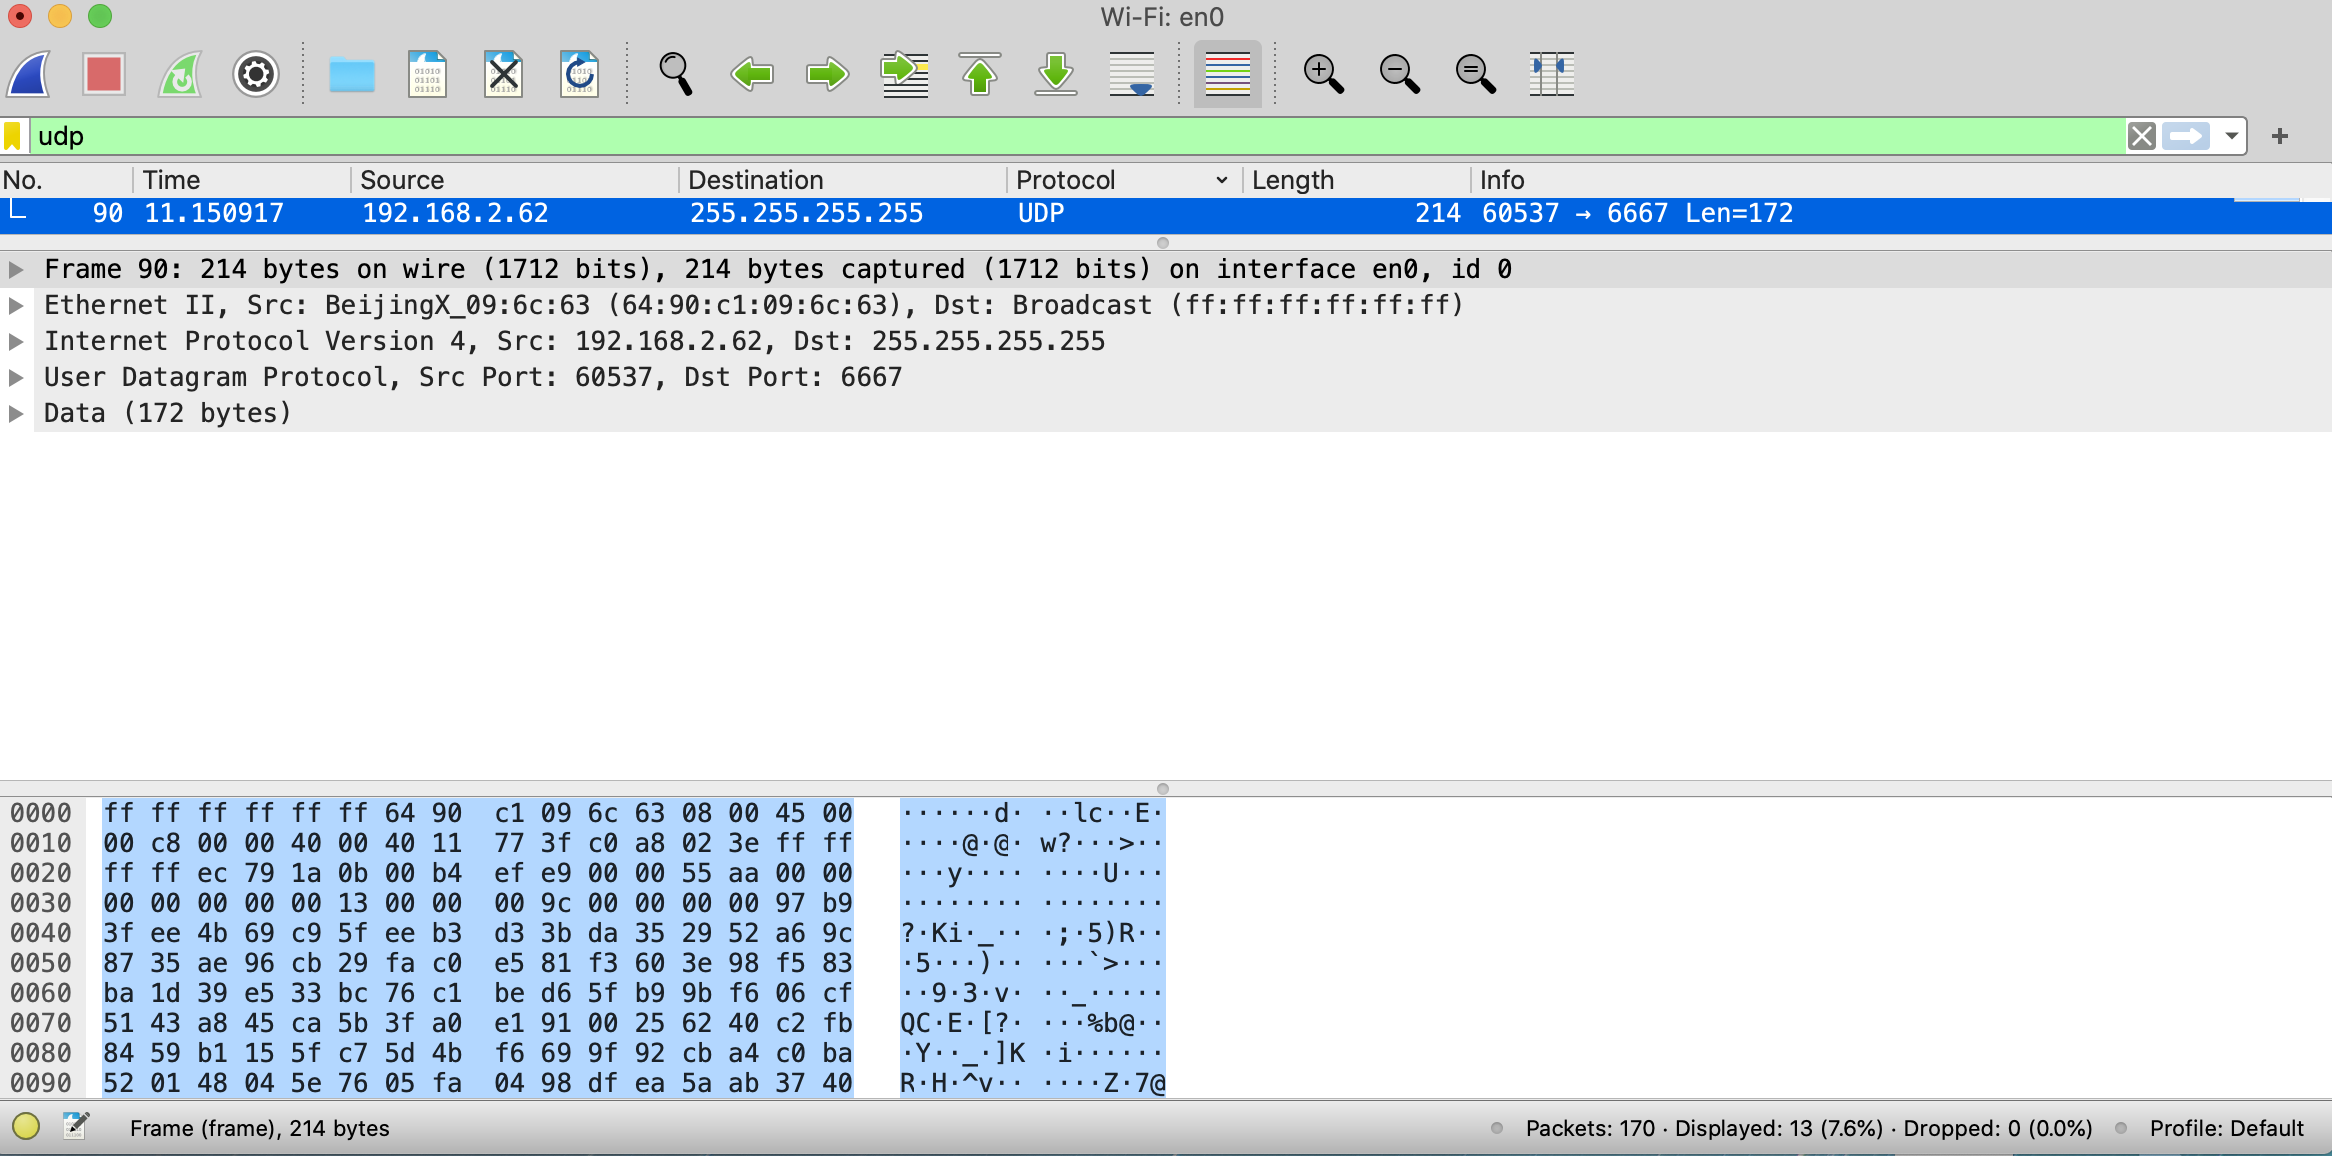 Wi-Fi: en0
udp
No. Time Source Destination Protocol Length Info
90 11.150917 192.168.2.62 255.255.255.255 UDP 214 60537 → 6667 Len=172
Frame 90: 214 bytes on wire (1712 bits), 214 bytes captured (1712 bits) on interface en0, id 0
Ethernet II, Src: BeijingX_09:6c:63 (64:90:c1:09:6c:63), Dst: Broadcast (ff:ff:ff:ff:ff:ff)
Internet Protocol Version 4, Src: 192.168.2.62, Dst: 255.255.255.255
User Datagram Protocol, Src Port: 60537, Dst Port: 6667
Data (172 bytes)
0000 ff ff ff ff ff ff 64 90 c1 09 6c 63 08 00 45 00 ······d· ··lc··E·
0010 00 c8 00 00 40 00 40 11 77 3f c0 a8 02 3e ff ff ····@·@· w?···>··
0020 ff ff ec 79 1a 0b 00 b4 ef e9 00 00 55 aa 00 00 ···y···· ····U···
0030 00 00 00 00 00 13 00 00 00 9c 00 00 00 00 97 b9 ········ ········
0040 3f ee 4b 69 c9 5f ee b3 d3 3b da 35 29 52 a6 9c ?·Ki·_·· ·;·5)R··
0050 87 35 ae 96 cb 29 fa c0 e5 81 f3 60 3e 98 f5 83 ·5···)·· ···`>···
0060 ba 1d 39 e5 33 bc 76 c1 be d6 5f b9 9b f6 06 cf ··9·3·v· ··_·····
0070 51 43 a8 45 ca 5b 3f a0 e1 91 00 25 62 40 c2 fb QC·E·[?· ···%b@··
0080 84 59 b1 15 5f c7 5d 4b f6 69 9f 92 cb a4 c0 ba ·Y··_·]K ·i······
0090 52 01 48 04 5e 76 05 fa 04 98 df ea 5a ab 37 40 R·H·^v·· ····Z·7@
Frame (frame), 214 bytes Packets: 170 · Displayed: 13 (7.6%) · Dropped: 0 (0.0%) Profile: Default